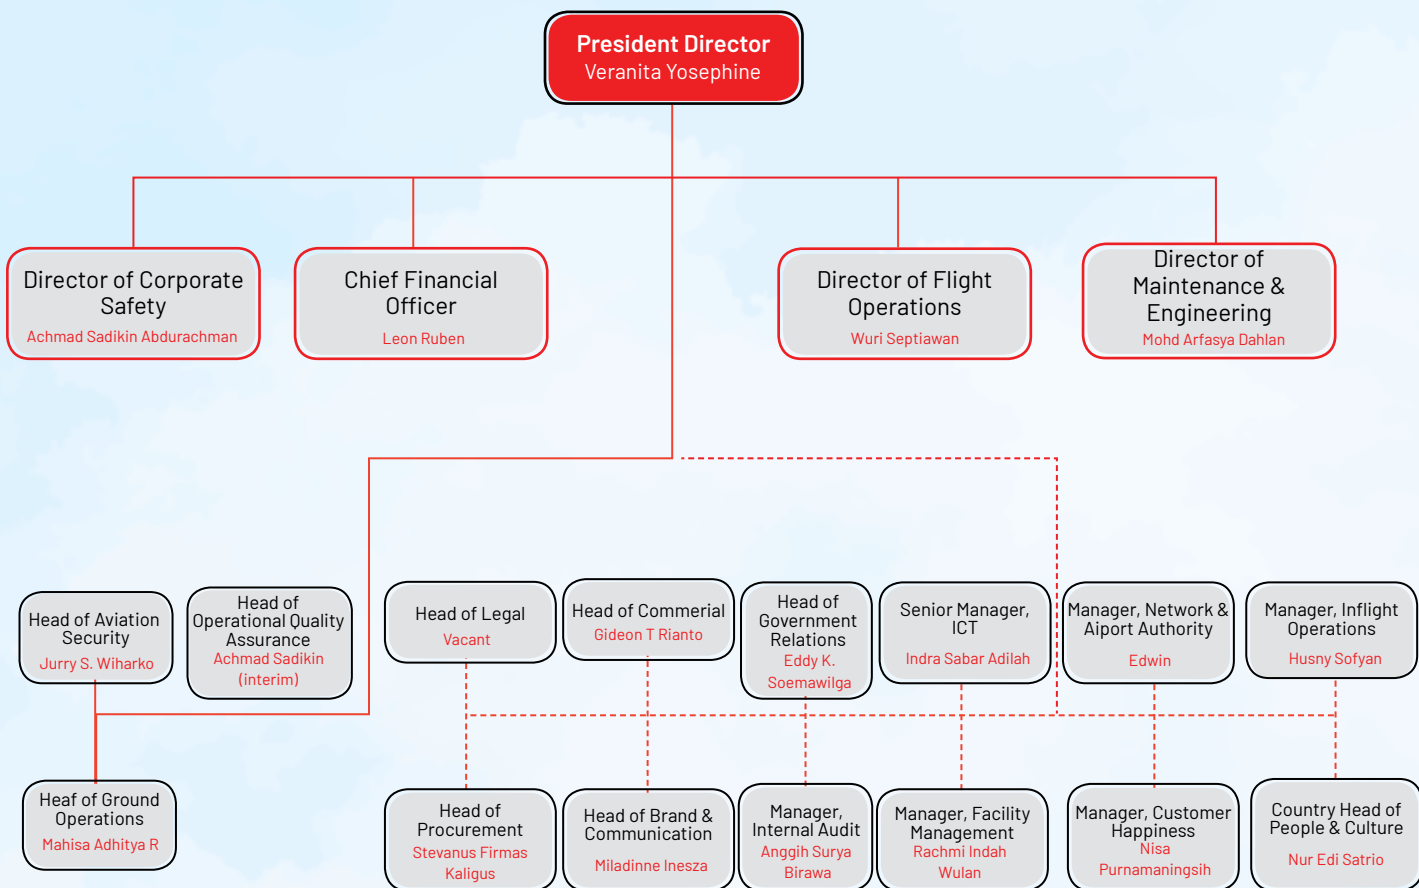 President Director
Veranita Yosephine
Director of Corporate
Safety
Achmad Sadikin Abdurachman
Chief Financial
Officer
Leon Ruben
Director of Flight
Operations
Wuri Septiawan
Director of
Maintenance &
Engineering
Mohd Arfasya Dahlan
Head of Aviation
Security
Jurry S. Wiharko
Head of
Operational Quality
Assurance
Achmad Sadikin
(interim)
Head of Legal
Vacant
Head of Commerial
Gideon T Rianto
Head of
Government
Relations
Eddy K.
Soemawilga
Senior Manager,
ICT
Indra Sabar Adilah
Manager, Network &
Aiport Authority
Edwin
Manager, Inflight
Operations
Husny Sofyan
Heaf of Ground
Operations
Mahisa Adhitya R
Head of
Procurement
Stevanus Firmas
Kaligus
Head of Brand &
Communication
Miladinne Inesza
Manager,
Internal Audit
Anggih Surya
Birawa
Manager, Facility
Management
Rachmi Indah
Wulan
Manager, Customer
Happiness
Nisa
Purnamaningsih
Country Head of
People & Culture
Nur Edi Satrio